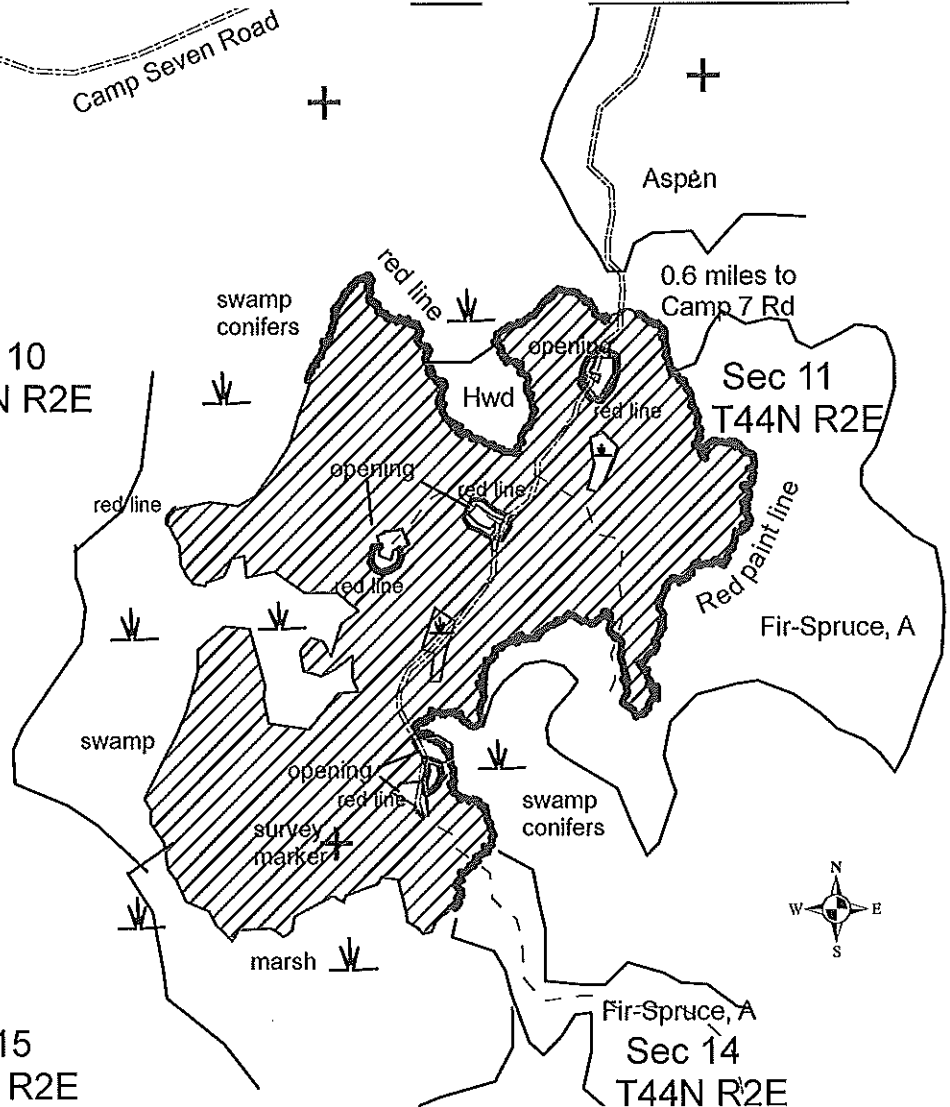 Camp Seven Road
Aspen
red line
0.6 miles to
Camp 7 Rd
swamp
conifers
10
N R2E
opening
Hwd
Sec 11
T44N R2E
red line
opening
red line
red line
Red paint line
red line
Fir-Spruce, A
swamp
opening
red line
swamp
conifers
survey
marker
N
W
E
S
marsh
Fir-Spruce, A
15
R2E
Sec 14
T44N R2E